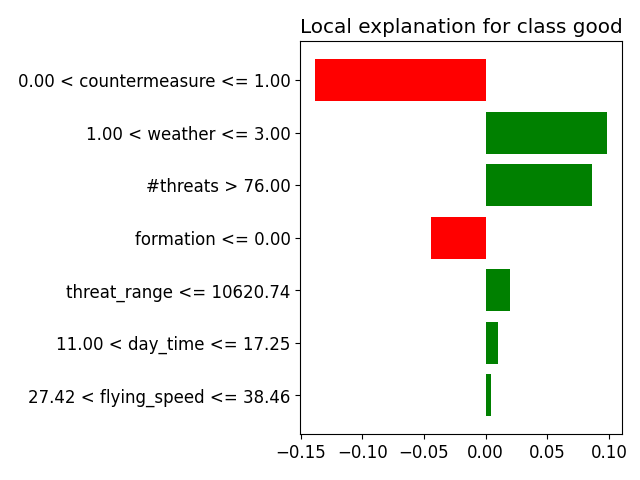 Local explanation for class good
0.00 < countermeasure <= 1.00
1.00 < weather <= 3.00
#threats > 76.00
formation <= 0.00
threat_range <= 10620.74
11.00 < day_time <= 17.25
27.42 < flying_speed <= 38.46
−0.15 −0.10 −0.05 0.00 0.05 0.10